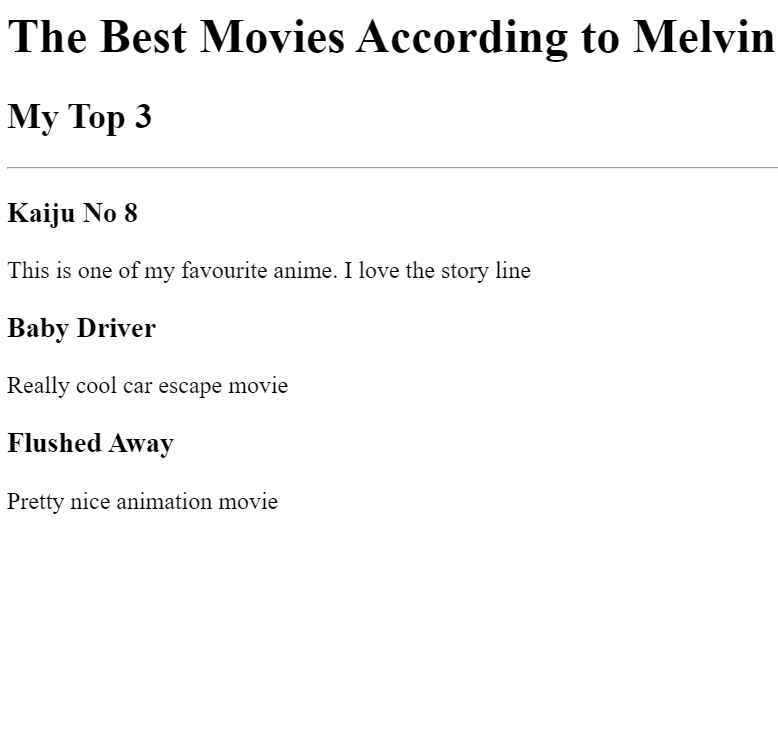 The Best Movies According to Melvin
My Top 3
Kaiju No 8
This is one of my favourite anime. I love the story line
Baby Driver
Really cool car escape movie
Flushed Away
Pretty nice animation movie